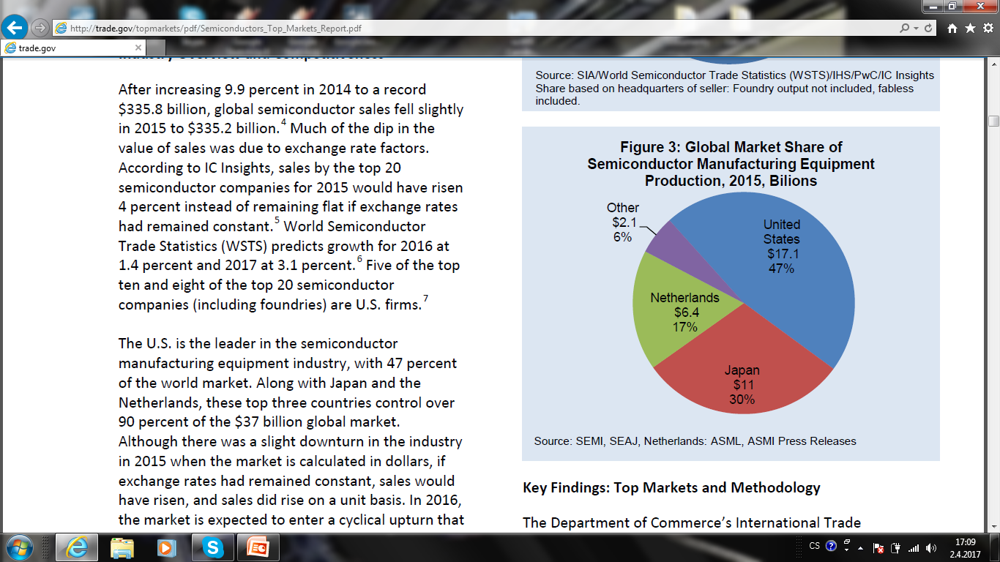 http://trade.gov/topmarkets/pdf/Semiconductors_Top_Markets_Report.pdf
trade.gov
Industry Overview and Competitiveness
After increasing 9.9 percent in 2014 to a record
$335.8 billion, global semiconductor sales fell slightly
in 2015 to $335.2 billion.4 Much of the dip in the
value of sales was due to exchange rate factors.
According to IC Insights, sales by the top 20
semiconductor companies for 2015 would have risen
4 percent instead of remaining flat if exchange rates
had remained constant.5 World Semiconductor
Trade Statistics (WSTS) predicts growth for 2016 at
1.4 percent and 2017 at 3.1 percent.6 Five of the top
ten and eight of the top 20 semiconductor
companies (including foundries) are U.S. firms.7
The U.S. is the leader in the semiconductor
manufacturing equipment industry, with 47 percent
of the world market. Along with Japan and the
Netherlands, these top three countries control over
90 percent of the $37 billion global market.
Although there was a slight downturn in the industry
in 2015 when the market is calculated in dollars, if
exchange rates had remained constant, sales would
have risen, and sales did rise on a unit basis. In 2016,
the market is expected to enter a cyclical upturn that
Source: SIA/World Semiconductor Trade Statistics (WSTS)/IHS/PwC/IC Insights
Share based on headquarters of seller: Foundry output not included, fabless
included.
Figure 3: Global Market Share of
Semiconductor Manufacturing Equipment
Production, 2015, Bilions
Other
$2.1
6%
United
States
$17.1
47%
Netherlands
$6.4
17%
Japan
$11
30%
Source: SEMI, SEAJ, Netherlands: ASML, ASMI Press Releases
Key Findings: Top Markets and Methodology
The Department of Commerce's International Trade
CS
17:09
2.4.2017